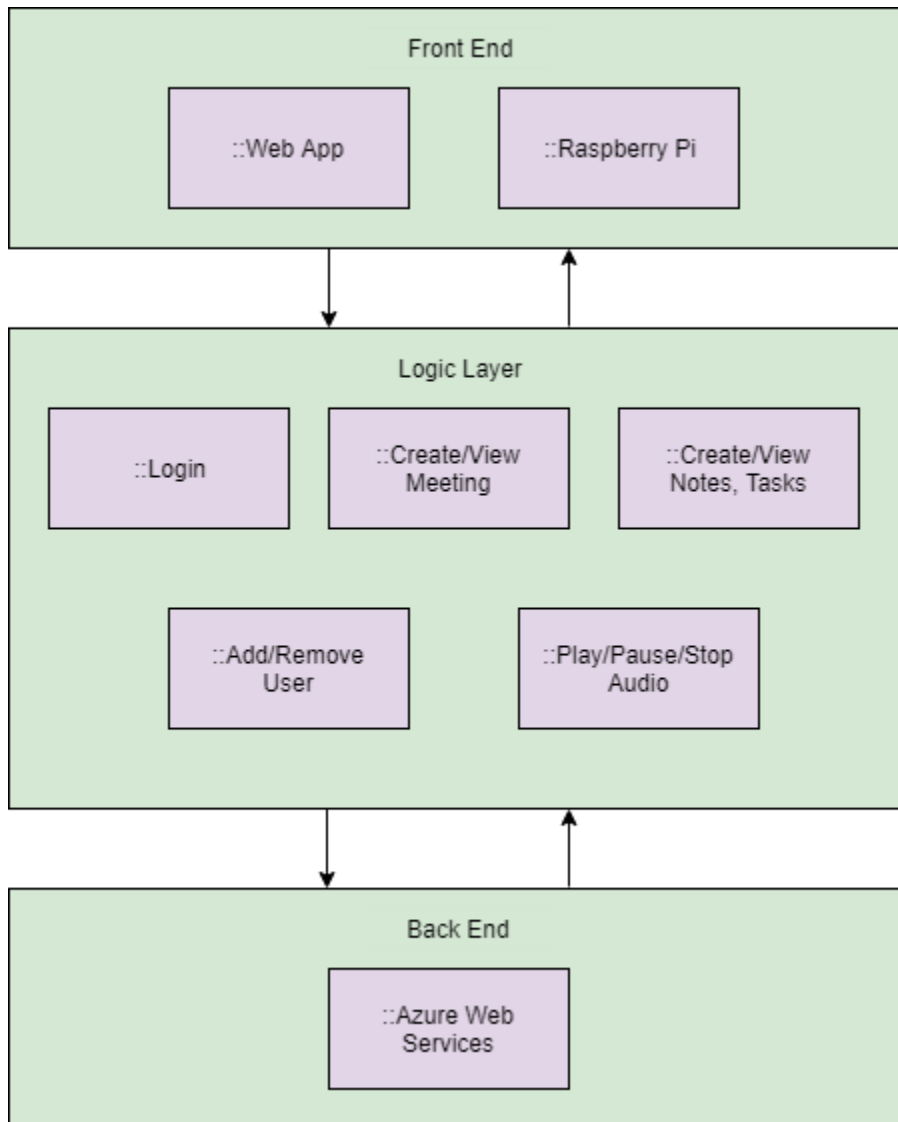 Front End
::Web App
::Raspberry Pi
Logic Layer
::Login
::Create/View
Meeting
::Create/View
Notes, Tasks
::Add/Remove
User
::Play/Pause/Stop
Audio
Back End
::Azure Web
Services